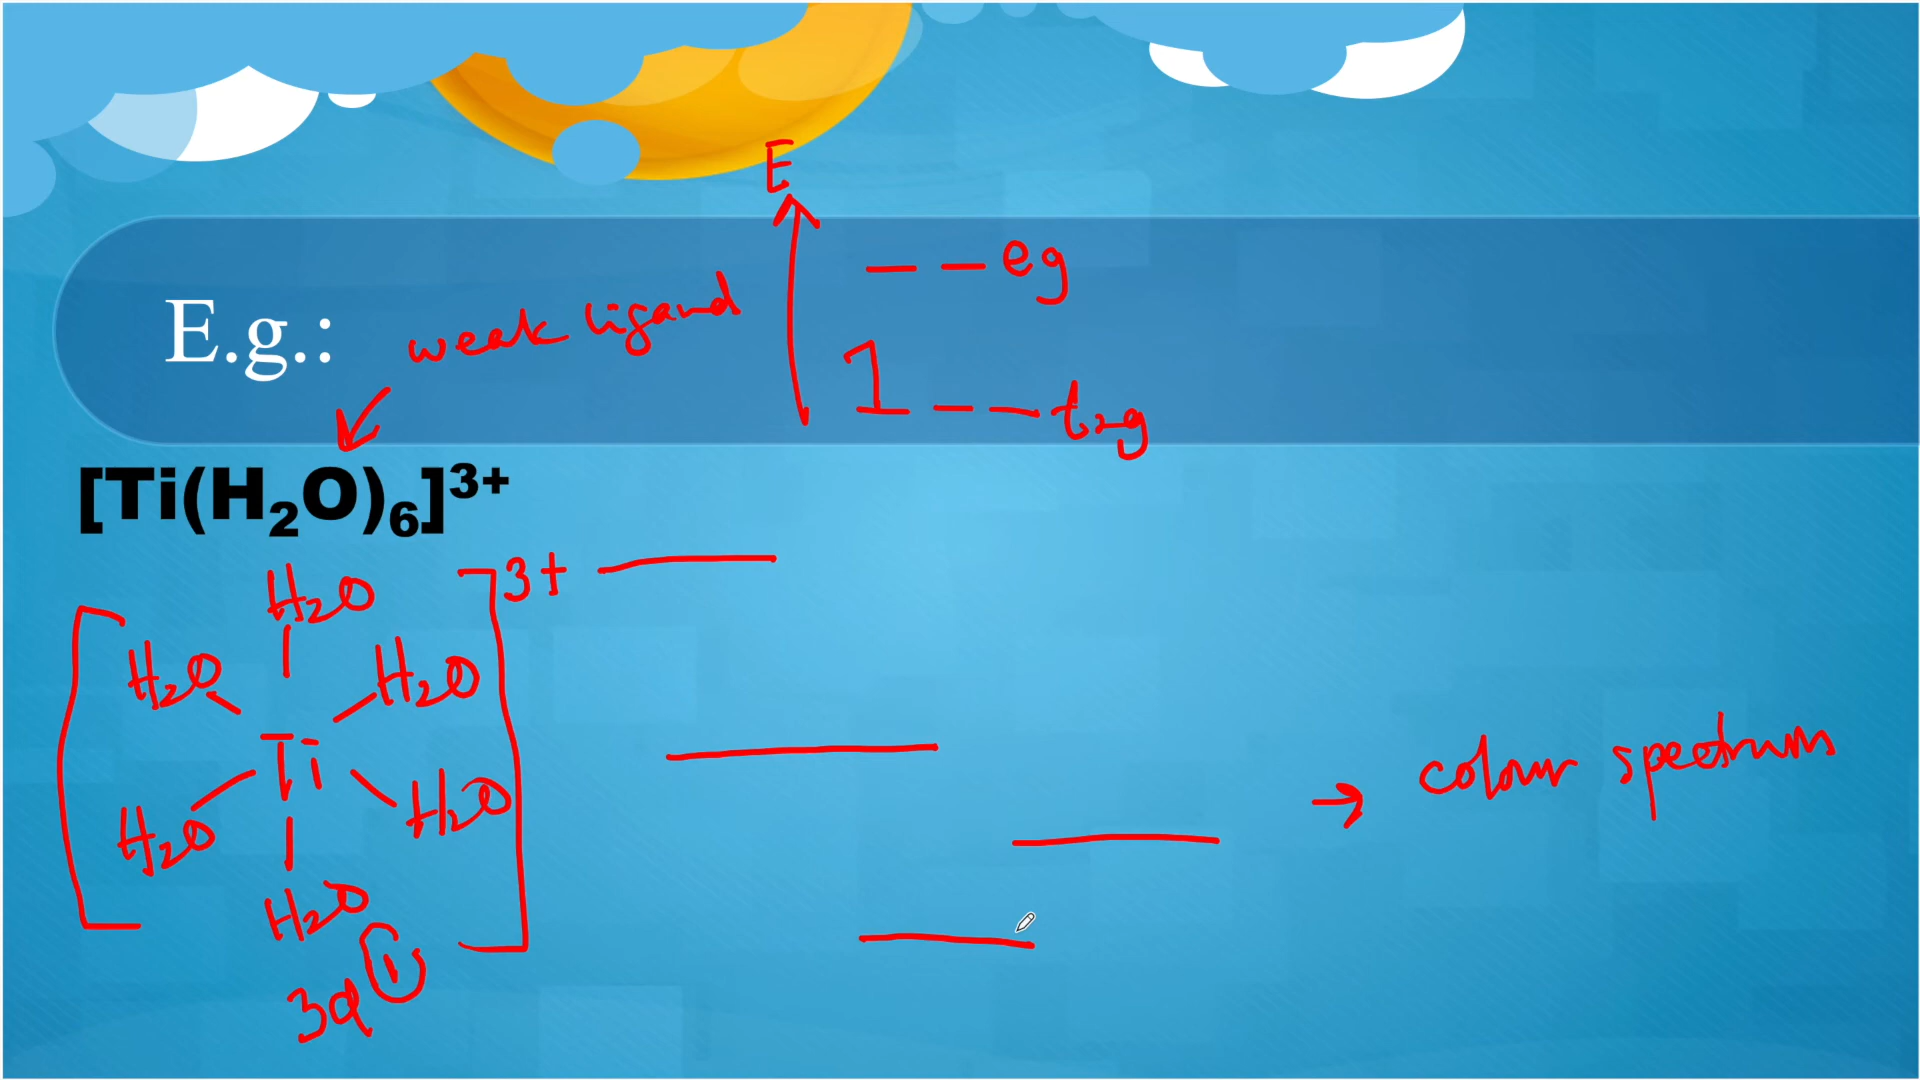 E
eg
E.g.:
weak ligand
1
t2g
[Ti(H₂O)₆]³⁺
3+
H2O
H2O
H2O
Ti
colour spectrum
H2O
H2O
H2O
3d1